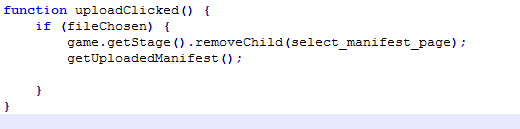 function uploadClicked() {
    if (fileChosen) {
        game.getStage().removeChild(select_manifest_page);
        getUploadedManifest();

    }
}